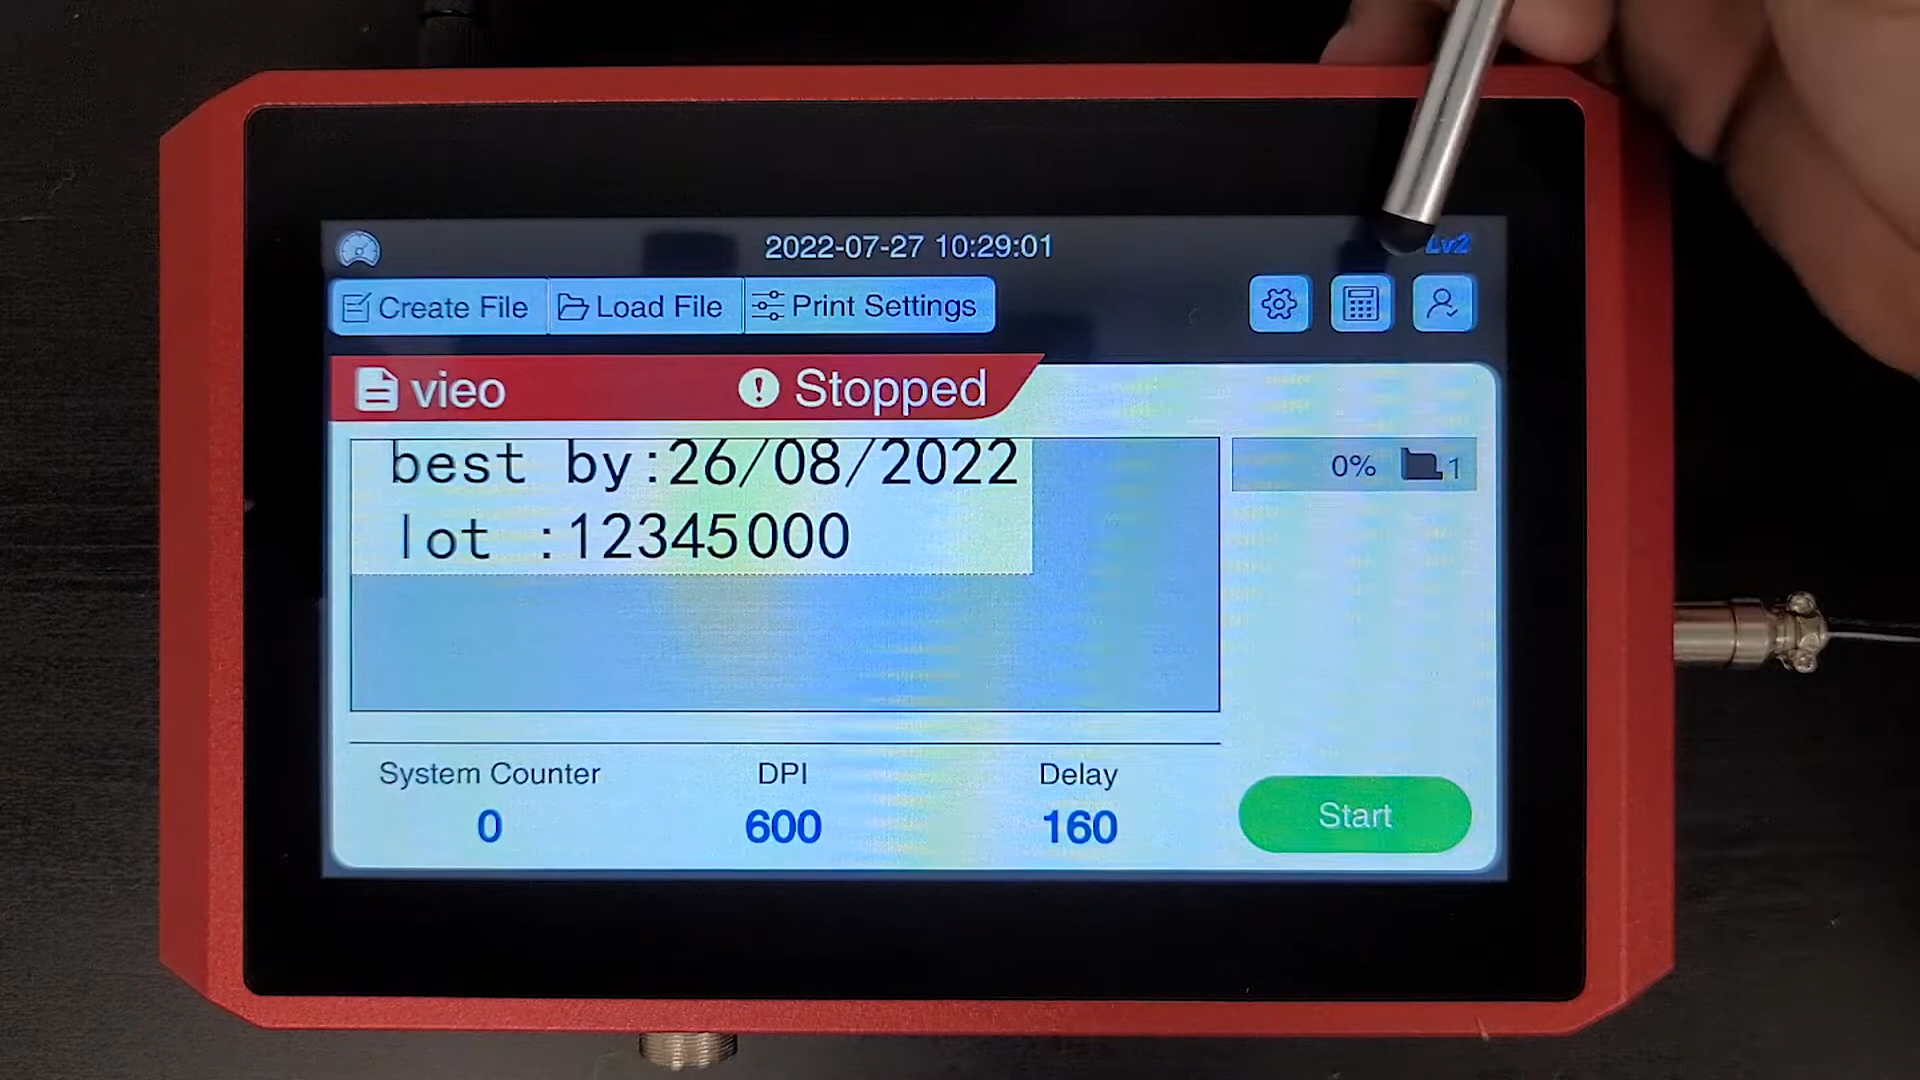 2022-07-27 10:29:01
Lv2
Create File
Load File
Print Settings
vieo
Stopped
best by:26/08/2022
lot :12345000
0%
1
System Counter
DPI
Delay
0
600
160
Start